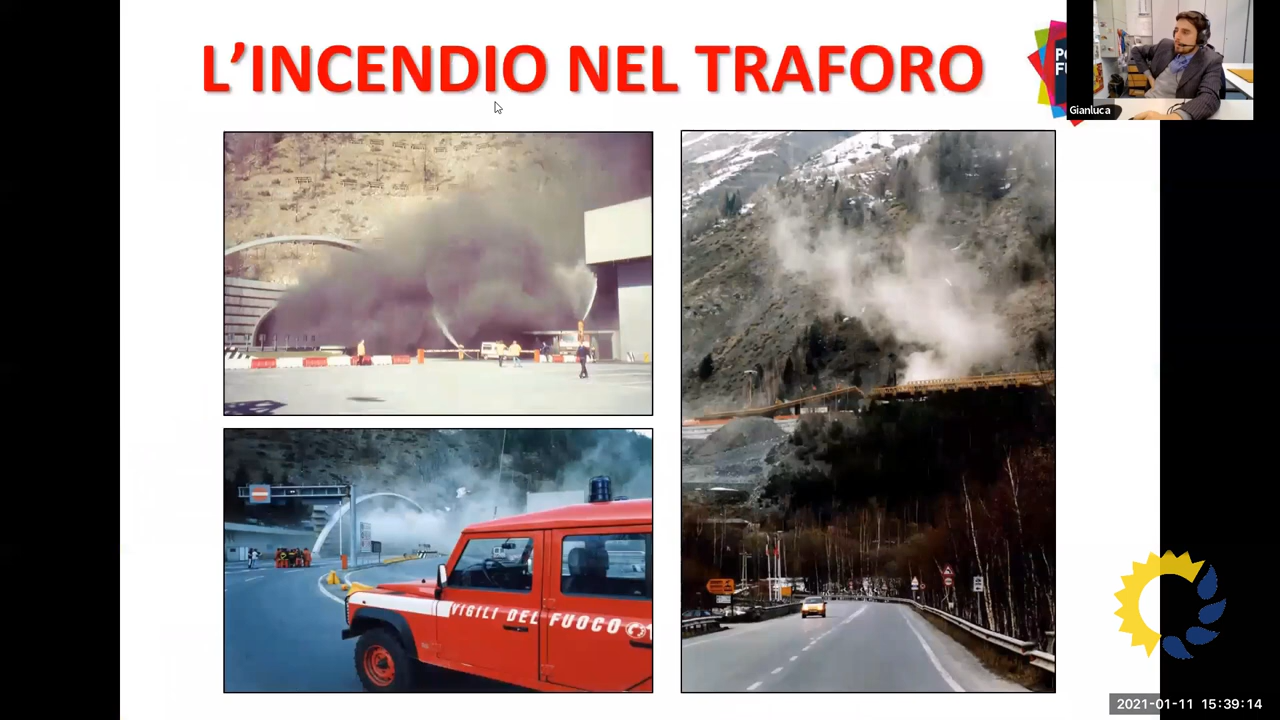 L'INCENDIO NEL TRAFORO
Gianluca
VIGILI DEL FUOCO
2021-01-11 15:39:14